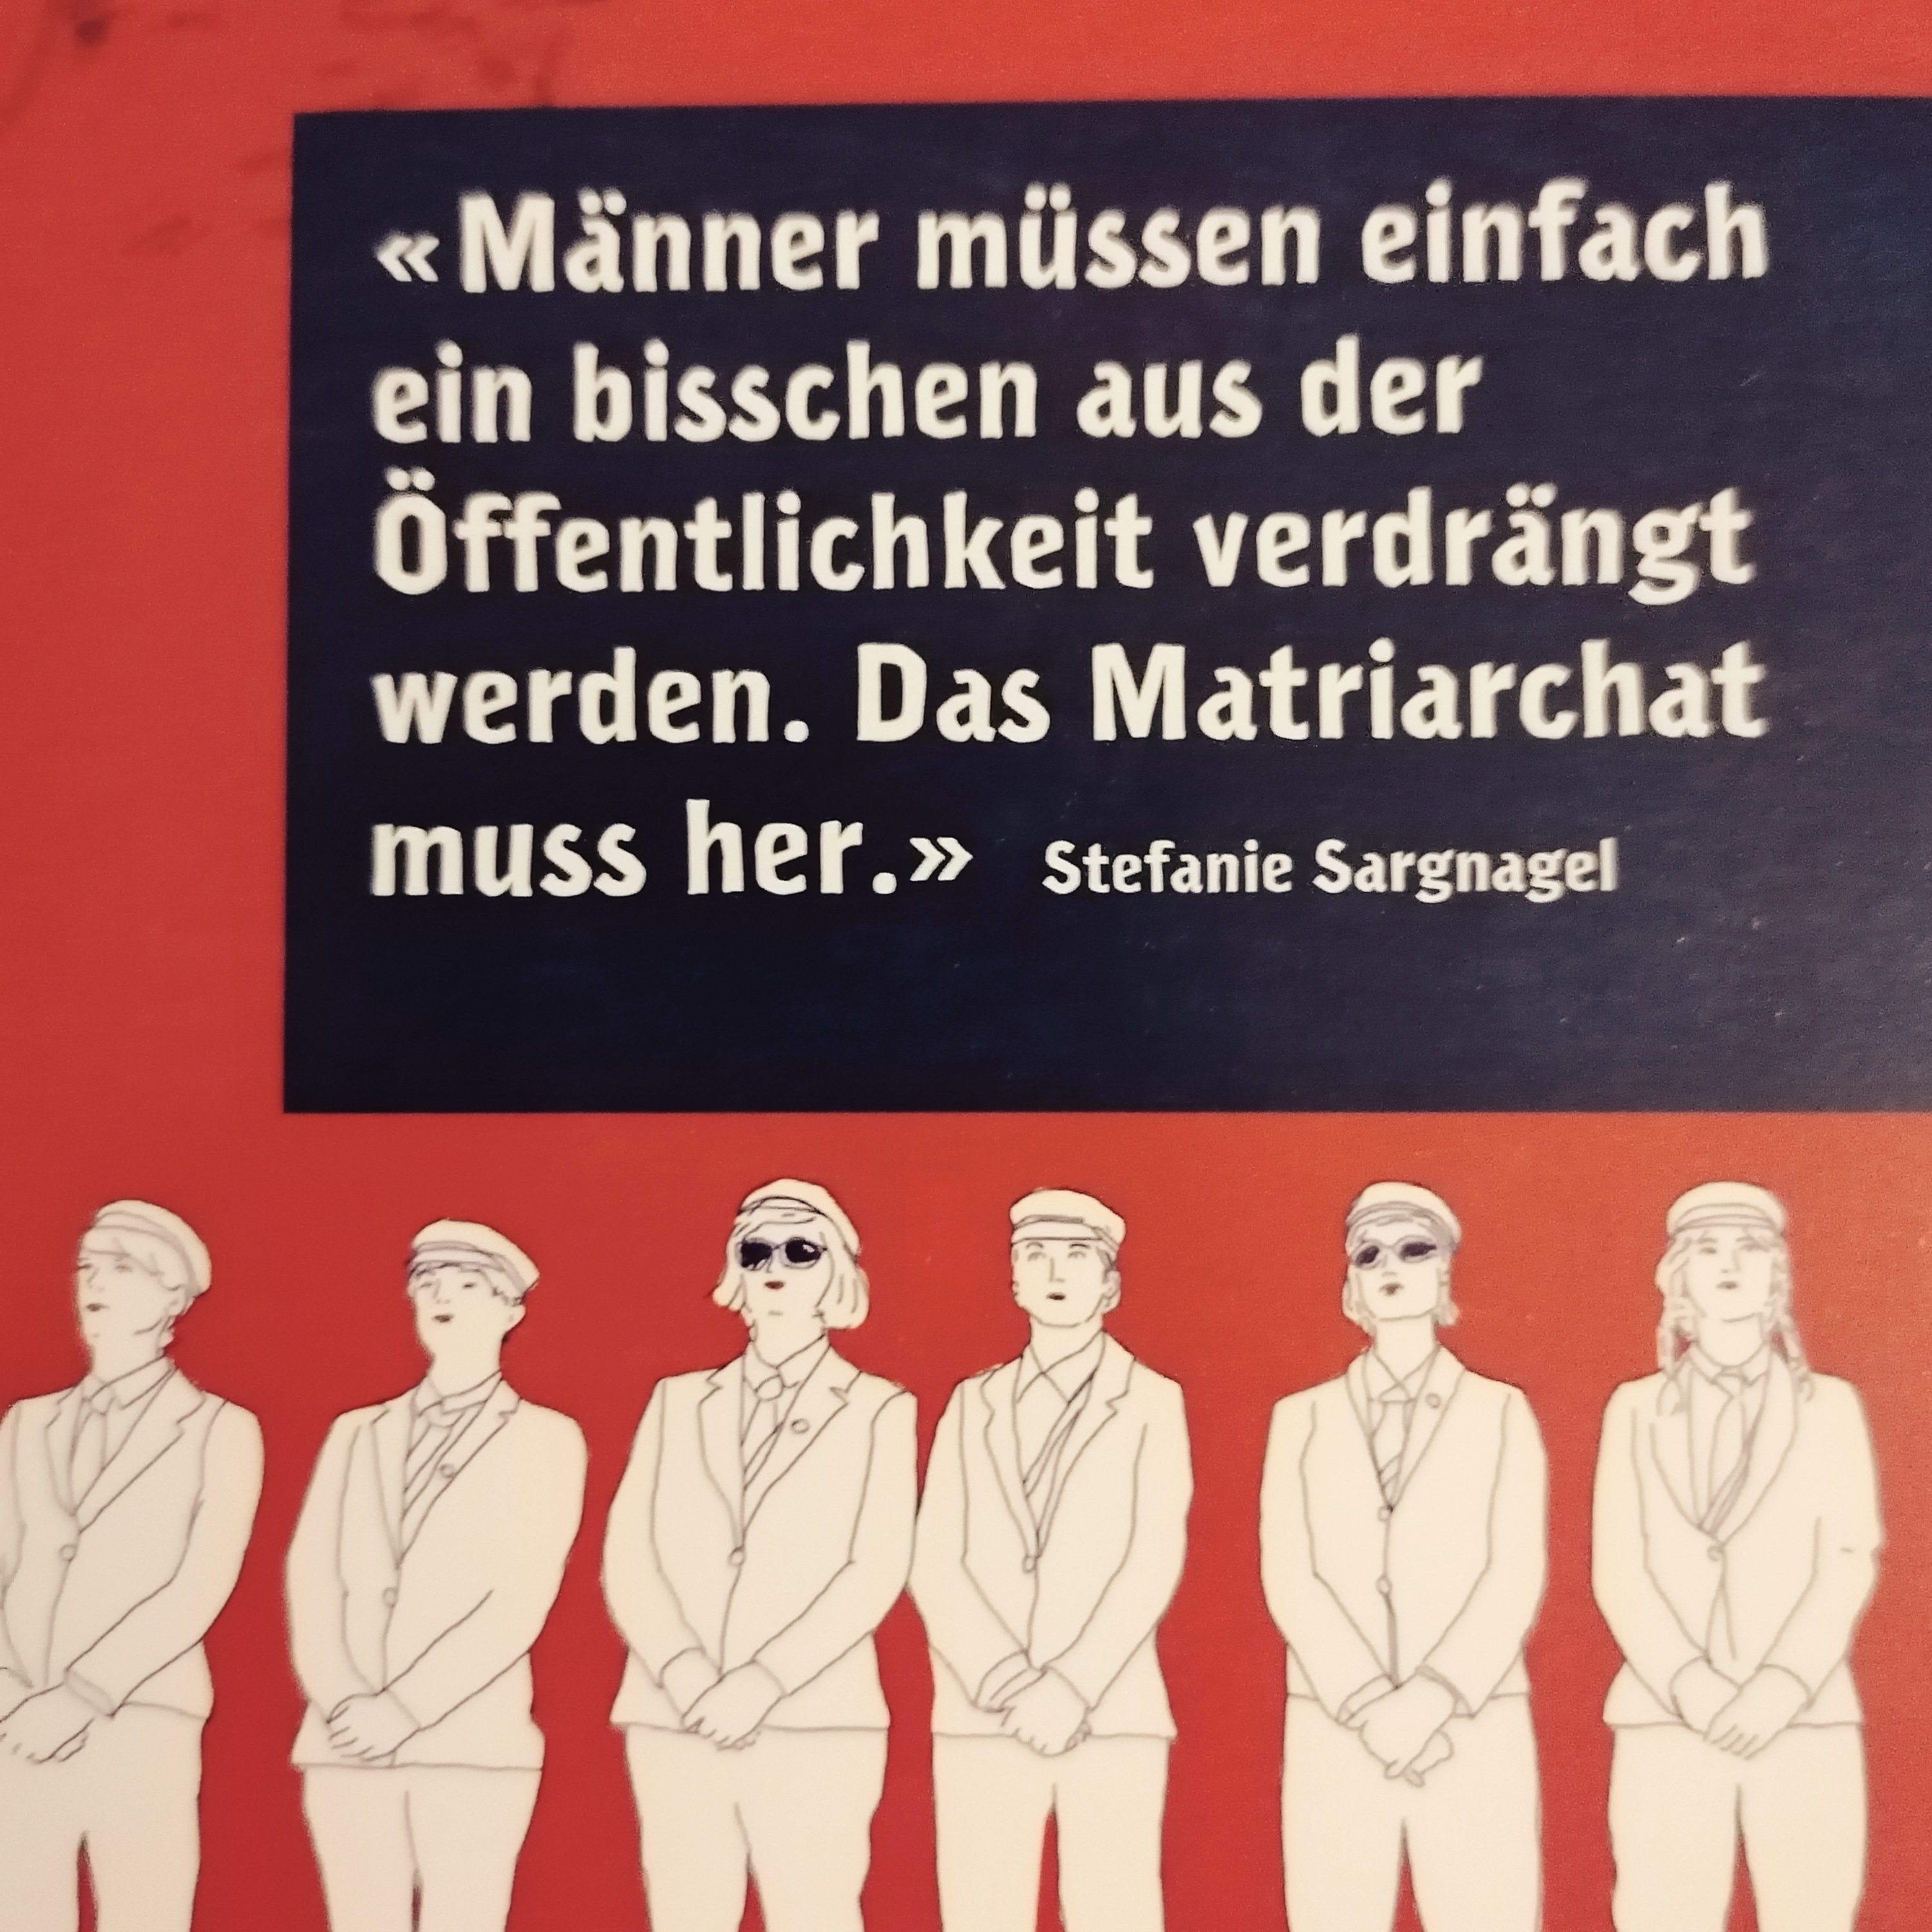 «Männer müssen einfach
ein bisschen aus der
Öffentlichkeit verdrängt
werden. Das Matriarchat
muss her.» Stefanie Sargnagel